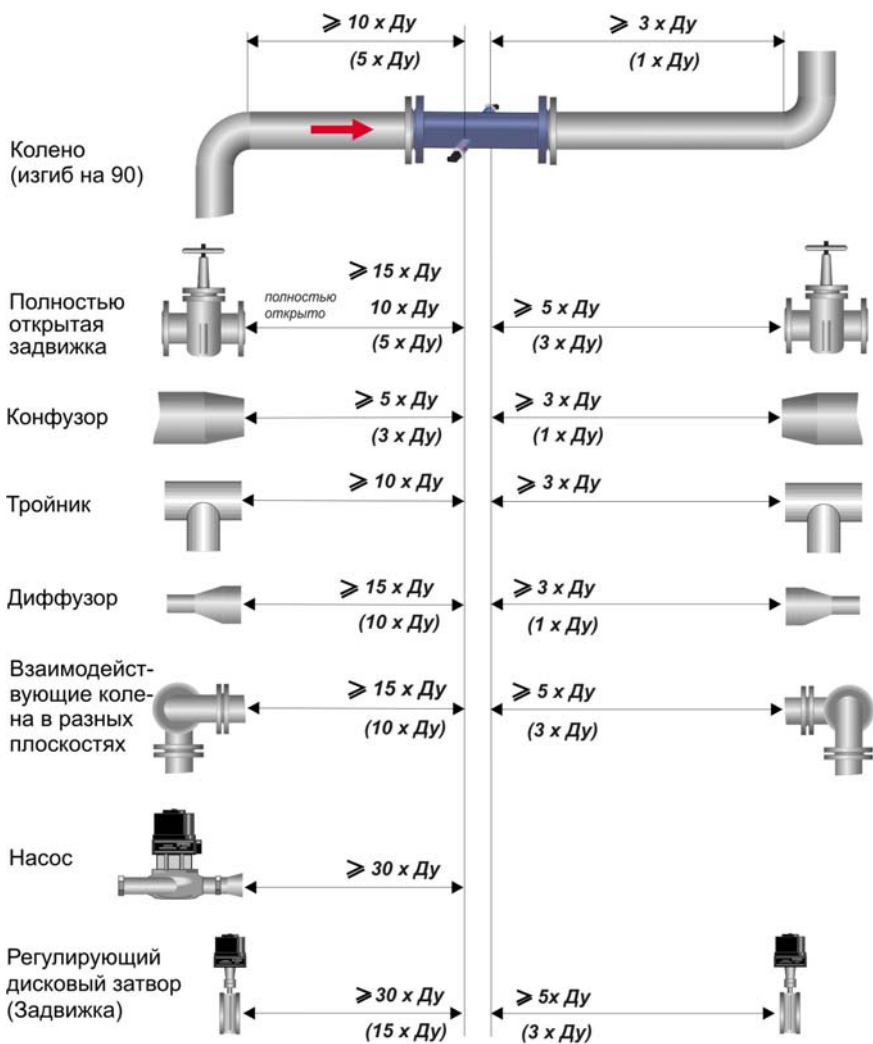 ⩾ 10 x Ду
(5 x Ду)
⩾ 3 x Ду
(1 x Ду)
Колено
(изгиб на 90)
Полностью
открытая
задвижка
полностью
открыто
⩾ 15 x Ду
10 x Ду
(5 x Ду)
⩾ 5 x Ду
(3 x Ду)
Конфузор
⩾ 5 x Ду
(3 x Ду)
⩾ 3 x Ду
(1 x Ду)
Тройник
⩾ 10 x Ду
⩾ 3 x Ду
Диффузор
⩾ 15 x Ду
(10 x Ду)
⩾ 3 x Ду
(1 x Ду)
Взаимодейст-
вующие коле-
на в разных
плоскостях
⩾ 15 x Ду
(10 x Ду)
⩾ 5 x Ду
(3 x Ду)
Насос
⩾ 30 x Ду
Регулирующий
дисковый затвор
(Задвижка)
⩾ 30 x Ду
(15 x Ду)
⩾ 5x Ду
(3 x Ду)